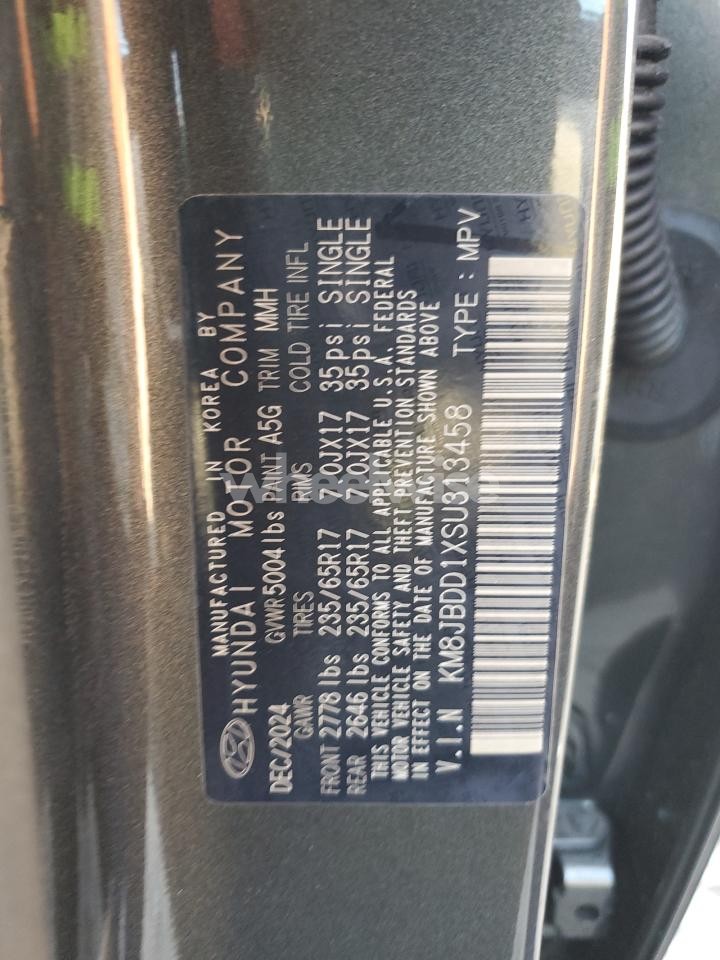 MANUFACTURED IN KOREA BY
HYUNDAI MOTOR COMPANY
DEC/2024 GVWR 5004 lbs PAINT A5G TRIM MMH
GAWR TIRES RIMS COLD TIRE INFL
FRONT 2778 lbs 235/65R17 7.0JX17 35psi SINGLE
REAR 2646 lbs 235/65R17 7.0JX17 35psi SINGLE
THIS VEHICLE CONFORMS TO ALL APPLICABLE U.S.A. FEDERAL
MOTOR VEHICLE SAFETY AND THEFT PREVENTION STANDARDS
IN EFFECT ON THE DATE OF MANUFACTURE SHOWN ABOVE
V.I.N KM8JBDD1XSU313458 TYPE : MPV